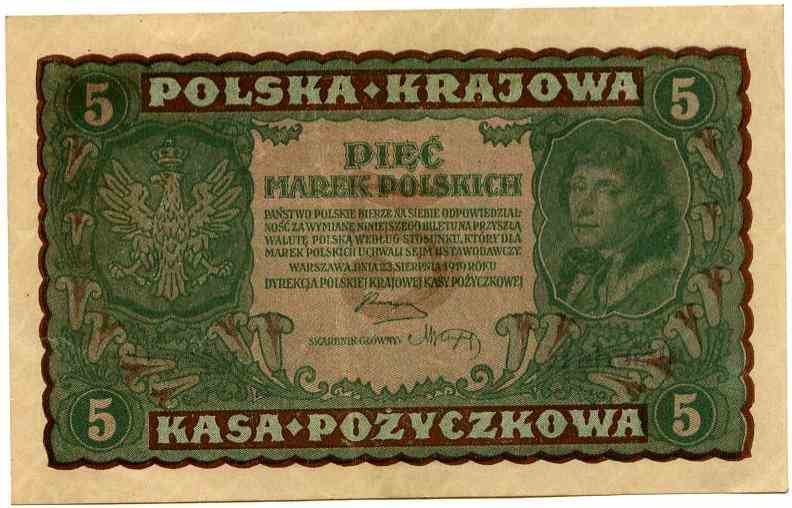 5 POLSKA • KRAJOWA 5
PIĘĆ
MAREK POLSKICH
PAŃSTWO POLSKIE BIERZE NA SIEBIE ODPOWIEDZIAL
NOŚĆ ZA WYMIANĘ NINIEJSZEGO BILETU NA PRZYSZŁĄ
WALUTĘ POLSKĄ WEDŁUG STOSUNKU, KTÓRY DLA
MAREK POLSKICH UCHWALI SEJM USTAWODAWCZY
WARSZAWA, DNIA 23 SIERPNIA 1919 ROKU
DYREKCJA POLSKIEJ KRAJOWEJ KASY POŻYCZKOWEJ
SKARBNIK GŁÓWNY:
5 KASA • POŻYCZKOWA 5